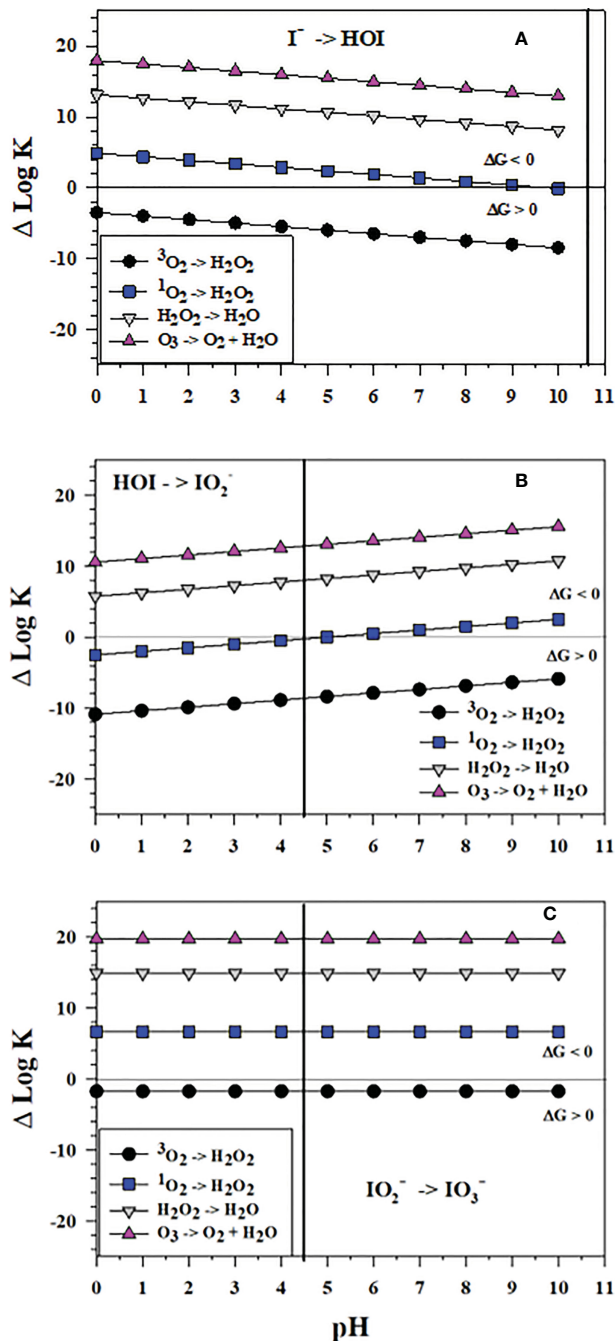 A
I⁻ -> HOI
20
10
0
-10
-20
Δ Log K
ΔG < 0
ΔG > 0
³O₂ -> H₂O₂
¹O₂ -> H₂O₂
H₂O₂ -> H₂O
O₃ -> O₂ + H₂O
0 1 2 3 4 5 6 7 8 9 10 11
HOI - > IO₂⁻
B
20
10
0
-10
-20
Δ Log K
ΔG < 0
ΔG > 0
³O₂ -> H₂O₂
¹O₂ -> H₂O₂
H₂O₂ -> H₂O
O₃ -> O₂ + H₂O
0 1 2 3 4 5 6 7 8 9 10 11
C
20
10
0
-10
-20
Δ Log K
ΔG < 0
ΔG > 0
³O₂ -> H₂O₂
¹O₂ -> H₂O₂
H₂O₂ -> H₂O
O₃ -> O₂ + H₂O
IO₂⁻ -> IO₃⁻
0 1 2 3 4 5 6 7 8 9 10 11
pH